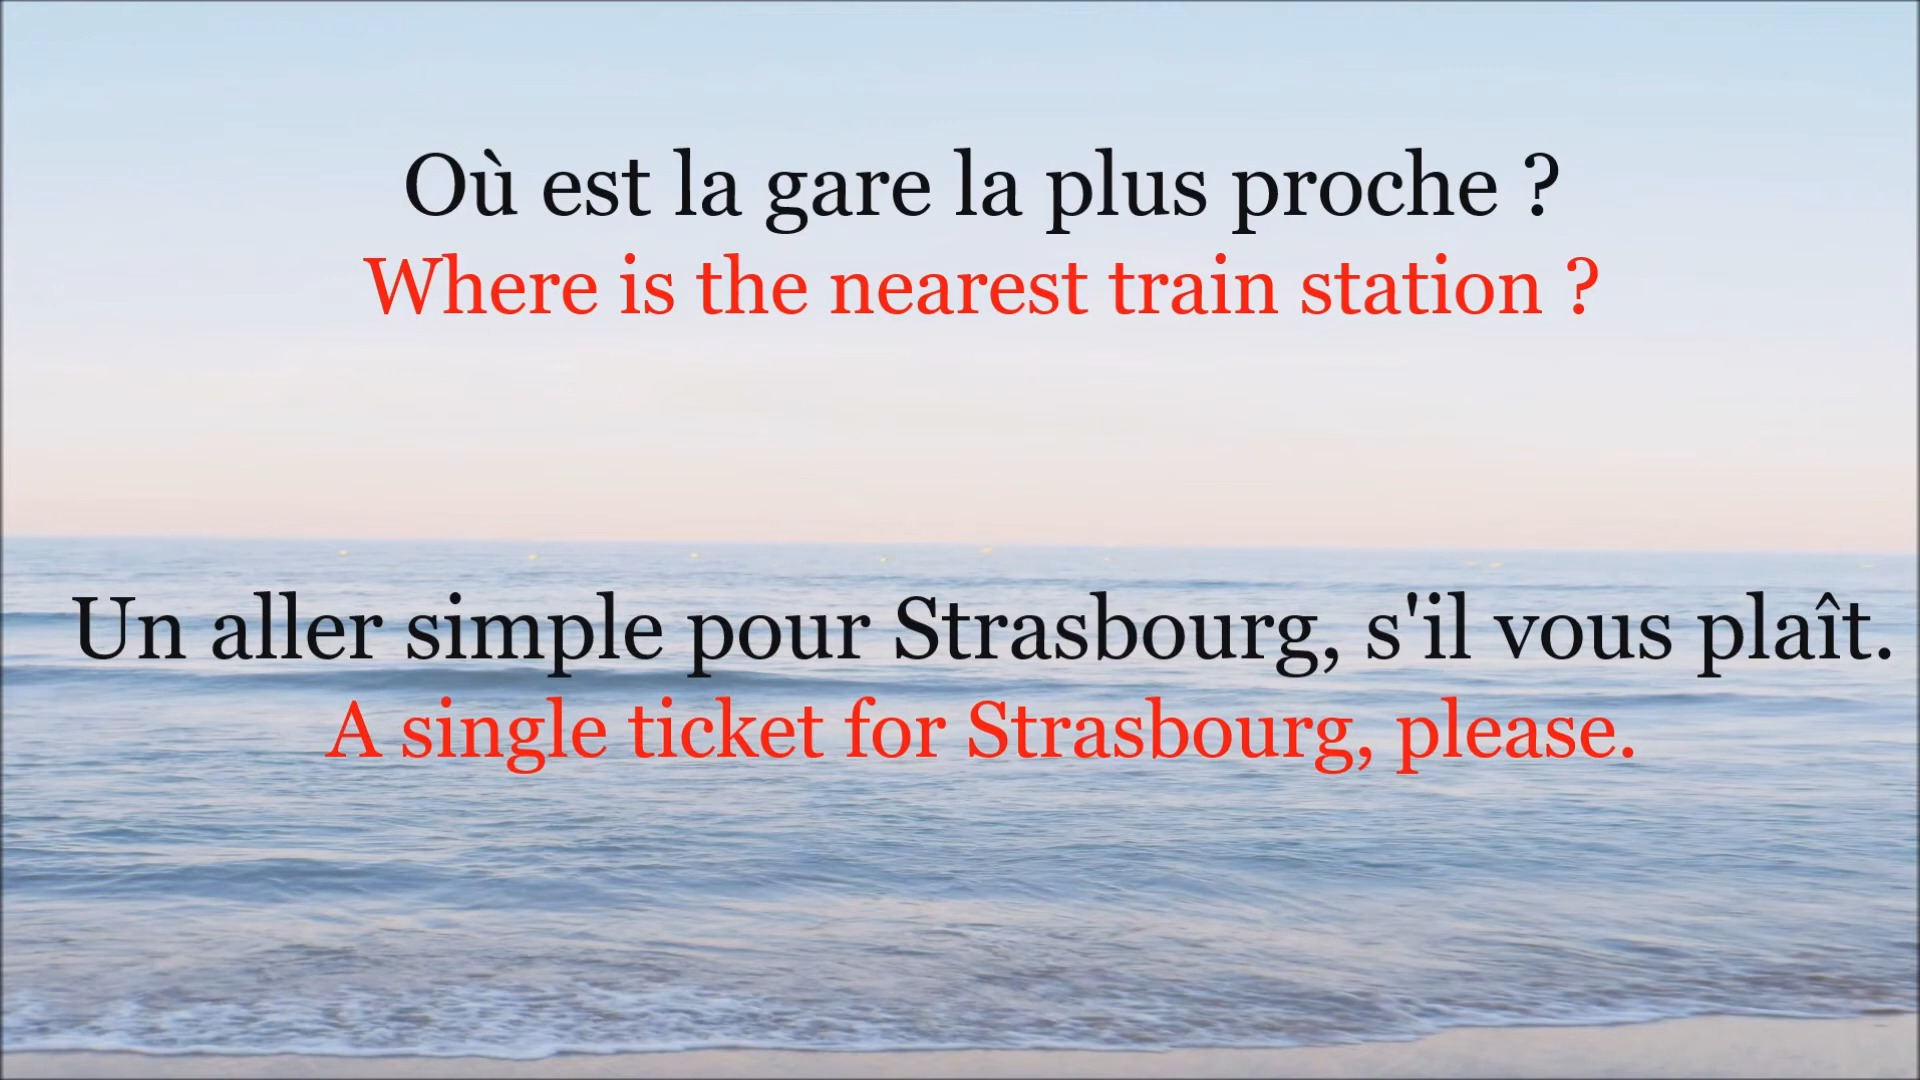 Où est la gare la plus proche ?
Where is the nearest train station ?
Un aller simple pour Strasbourg, s'il vous plaît.
A single ticket for Strasbourg, please.